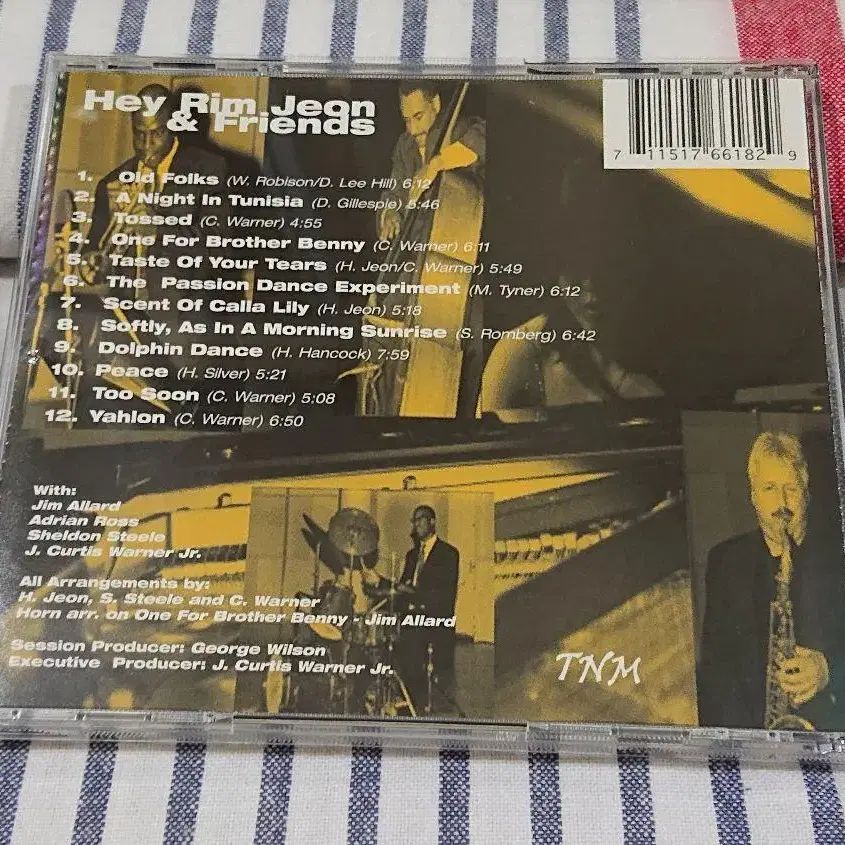 Hey Rim Jeon
& Friends
7 11517 66182 9
1. Old Folks (W. Robison/D. Lee Hill) 6:12
2. A Night In Tunisia (D. Gillespie) 5:46
3. Tossed (C. Warner) 4:55
4. One For Brother Benny (C. Warner) 6:11
5. Taste Of Your Tears (H. Jeon/C. Warner) 5:49
6. The Passion Dance Experiment (M. Tyner) 6:12
7. Scent Of Calla Lily (H. Jeon) 5:18
8. Softly, As In A Morning Sunrise (S. Romberg) 6:42
9. Dolphin Dance (H. Hancock) 7:59
10. Peace (H. Silver) 5:21
11. Too Soon (C. Warner) 5:08
12. Yahlon (C. Warner) 6:50
With:
Jim Allard
Adrian Ross
Sheldon Steele
J. Curtis Warner Jr.
All Arrangements by:
H. Jeon, S. Steele and C. Warner
Horn arr. on One For Brother Benny - Jim Allard
Session Producer: George Wilson
Executive Producer: J. Curtis Warner Jr.
TNM